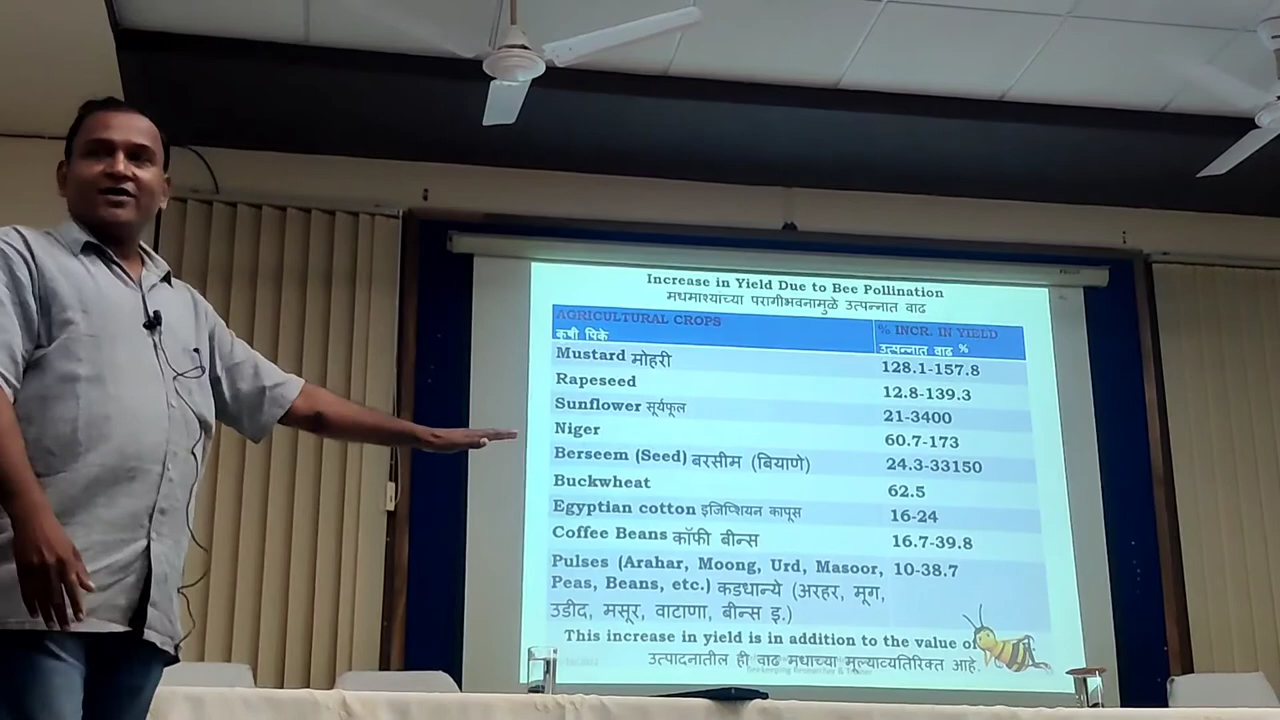 Increase in Yield Due to Bee Pollination
मधमाश्याच्या परागीभवनामुळे उत्पन्नात वाढ
AGRICULTURAL CROPS % INCR. IN YIELD
कृषी पिके उत्पन्नात वाढ %
Mustard मोहरी 128.1-157.8
Rapeseed 12.8-139.3
Sunflower सूर्यफूल 21-3400
Niger 60.7-173
Berseem (Seed) बरसीम (बियाणे) 24.3-33150
Buckwheat 62.5
Egyptian cotton इजिप्शियन कापूस 16-24
Coffee Beans कॉफी बीन्स 16.7-39.8
Pulses (Arahar, Moong, Urd, Masoor, 10-38.7
Peas, Beans, etc.) कडधान्ये (अरहर, मूग,
उडीद, मसूर, वाटाणा, बीन्स इ.)
This increase in yield is in addition to the value of
उत्पादनातील ही वाढ मधाच्या मूल्याव्यतिरिक्त आहे.
Beekeeping Researcher & Trainer